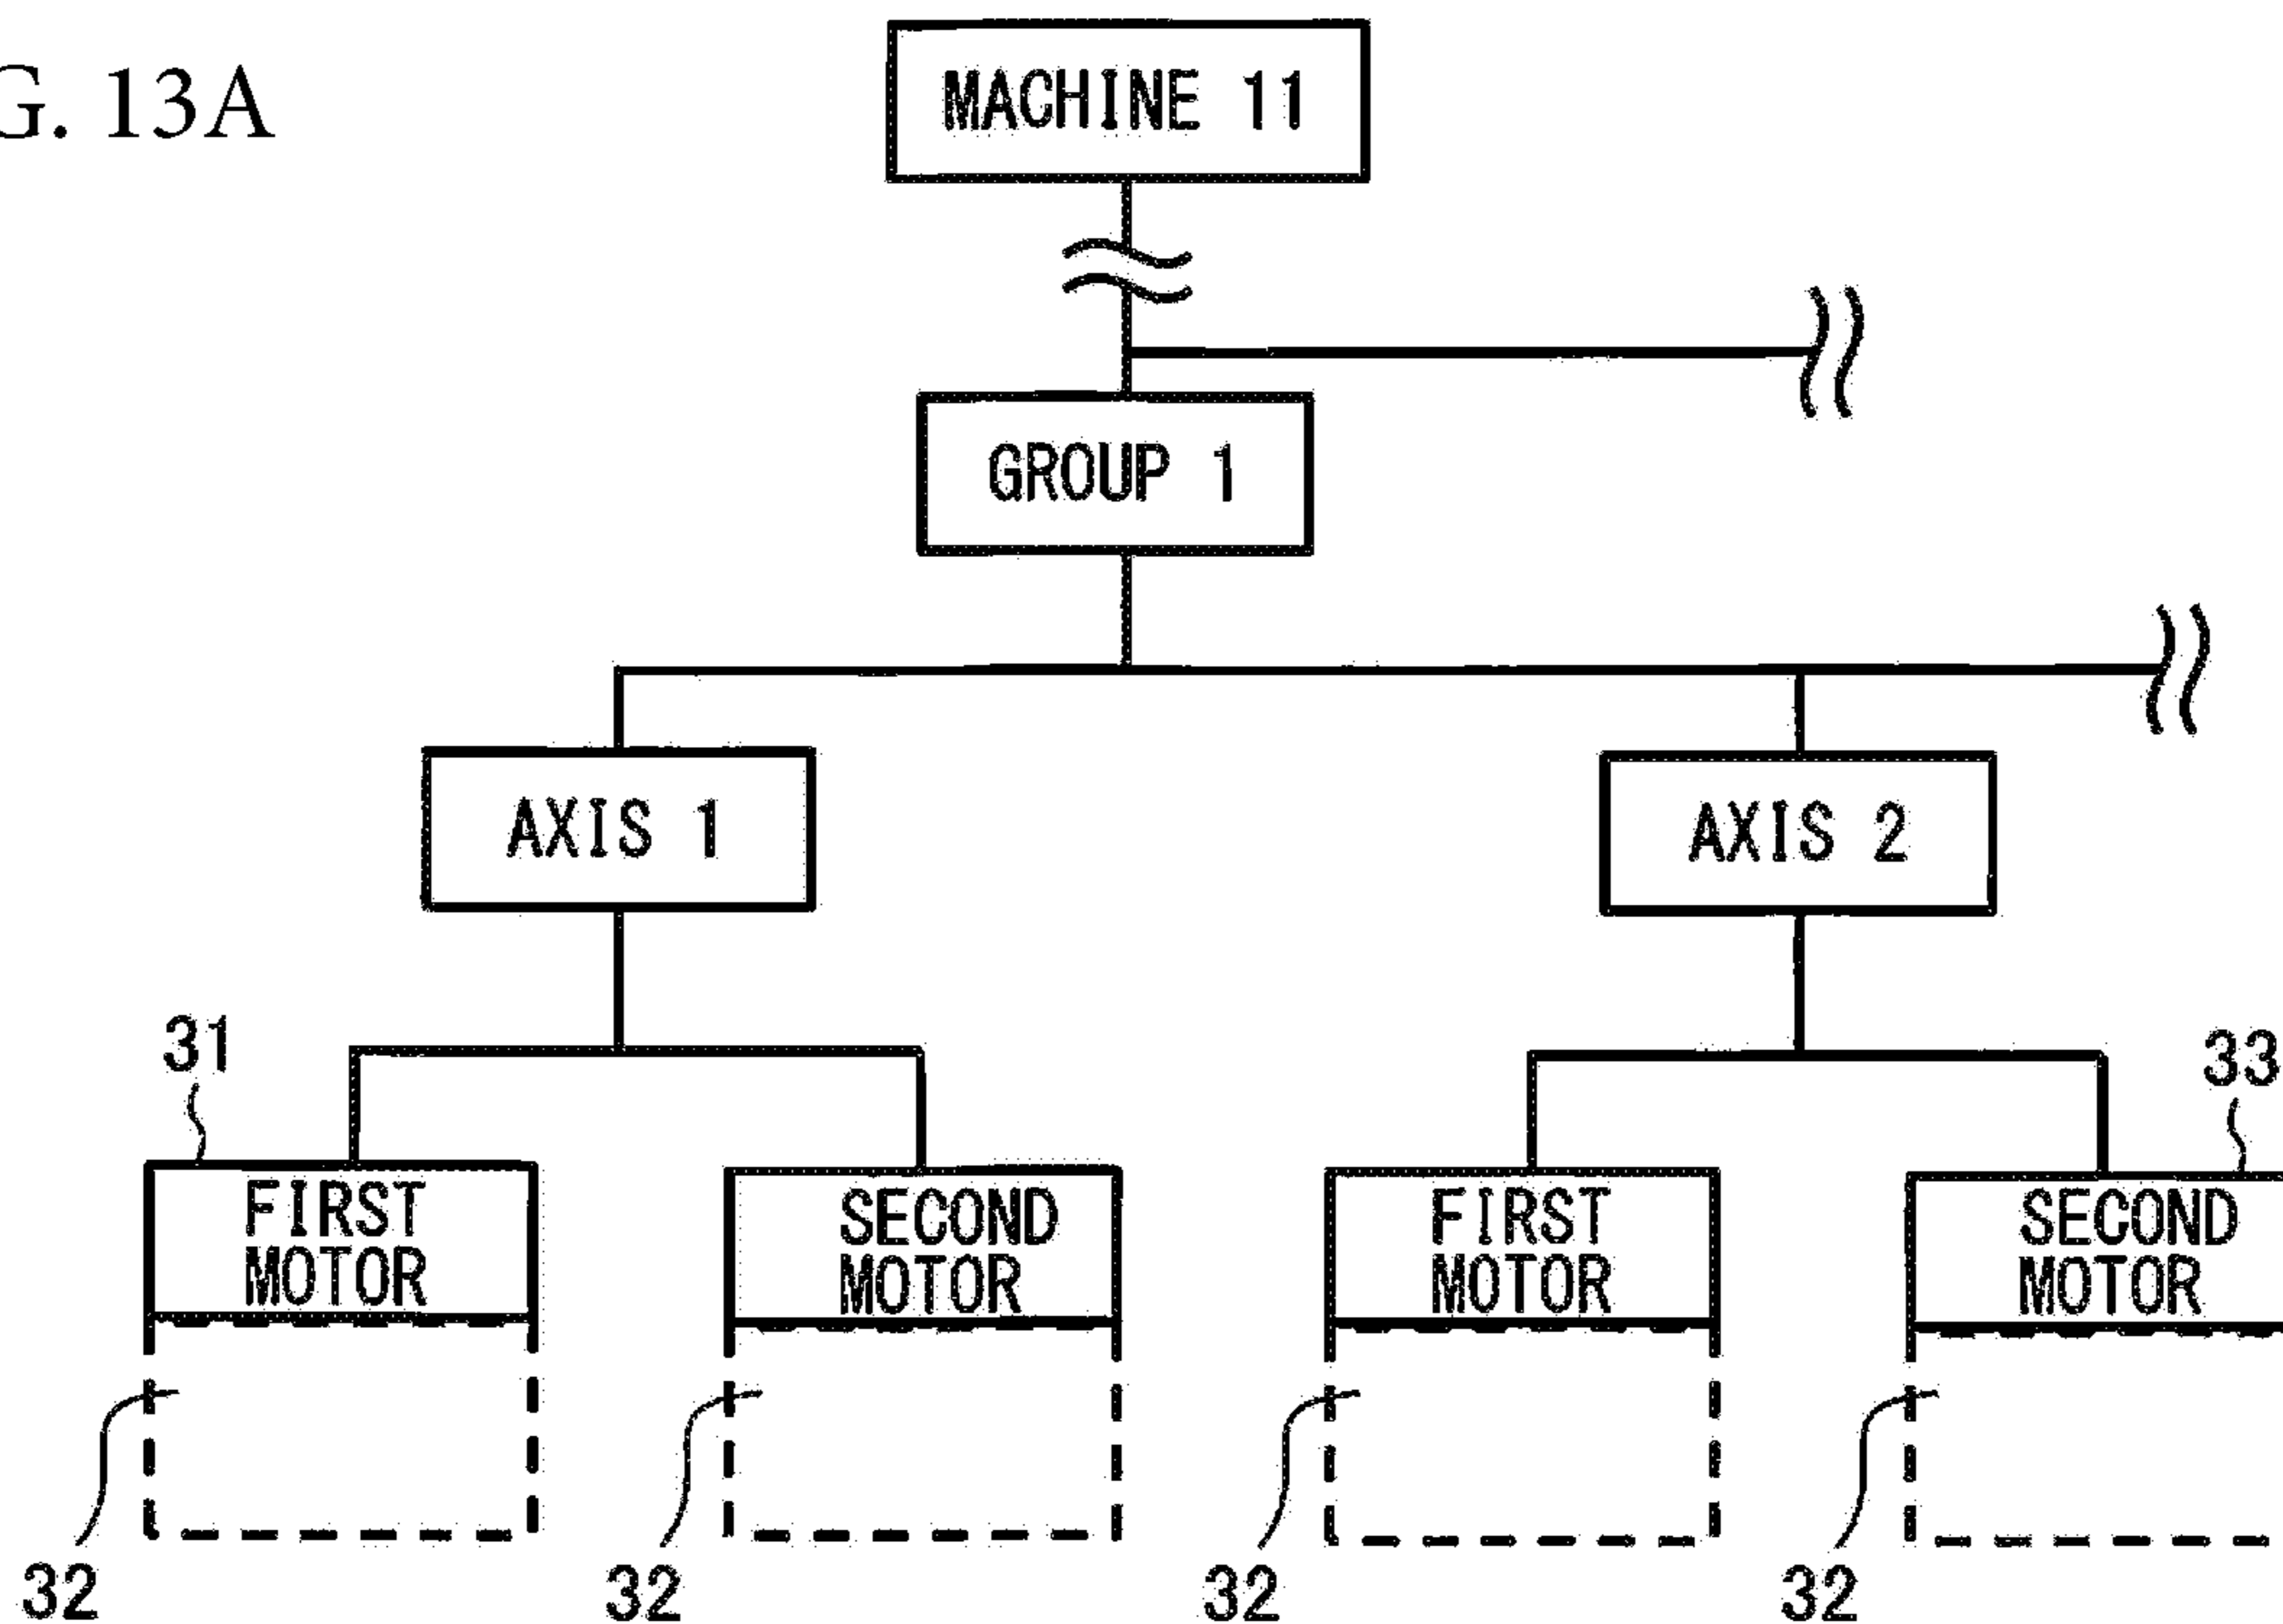 G. 13A
MACHINE 11
GROUP 1
AXIS 1
AXIS 2
31
33
FIRST
MOTOR
SECOND
MOTOR
FIRST
MOTOR
SECOND
MOTOR
32
32
32
32